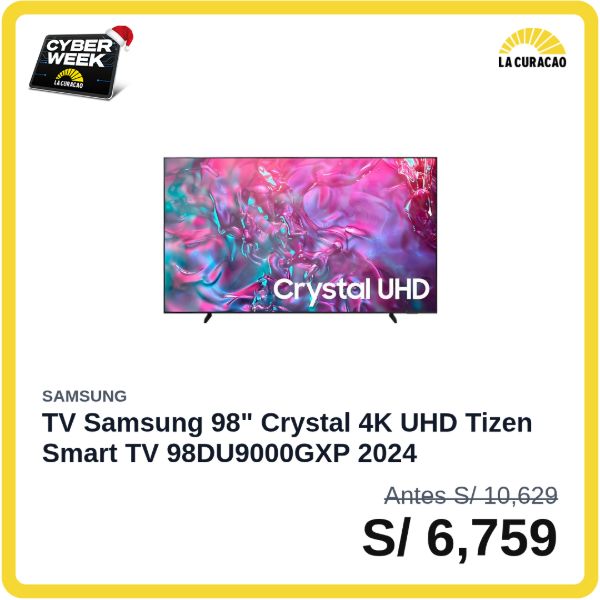 CYBER
WEEK
LA CURACAO
LA CURACAO
Crystal UHD
SAMSUNG
TV Samsung 98" Crystal 4K UHD Tizen
Smart TV 98DU9000GXP 2024
Antes S/ 10,629
S/ 6,759